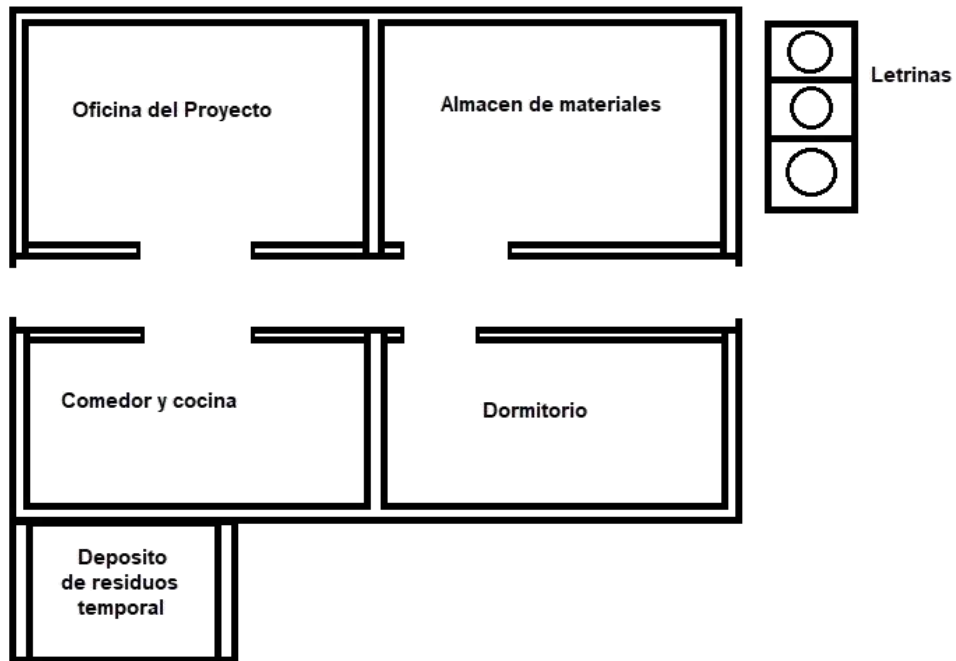 Oficina del Proyecto
Almacen de materiales
Letrinas
Comedor y cocina
Dormitorio
Deposito
de residuos
temporal